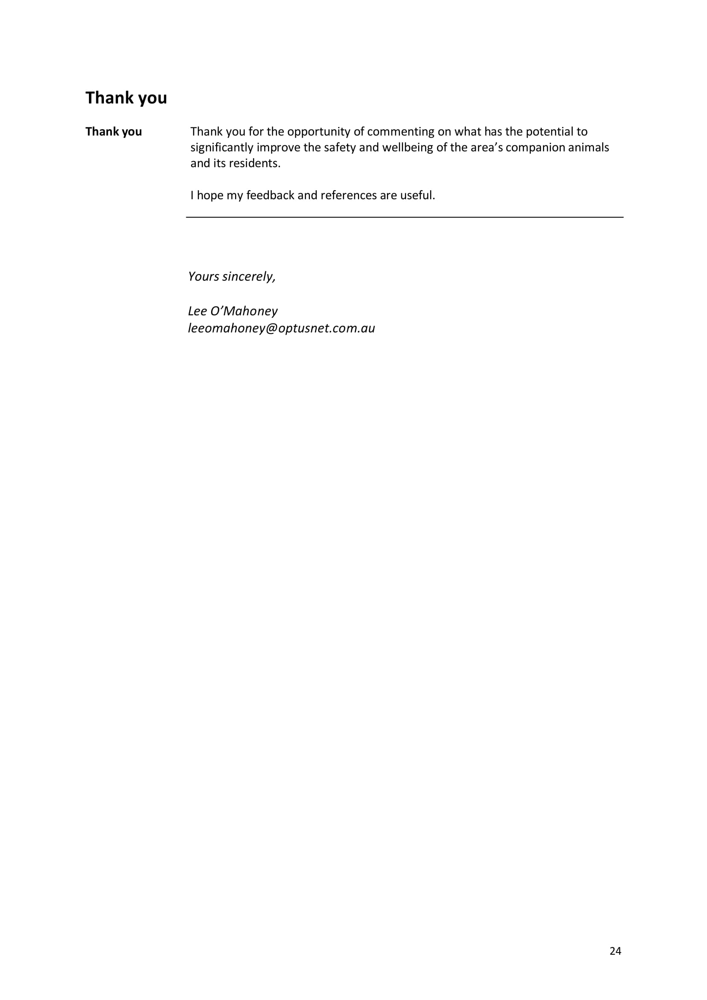 Thank you
Thank you
Thank you for the opportunity of commenting on what has the potential to
significantly improve the safety and wellbeing of the area’s companion animals
and its residents.
I hope my feedback and references are useful.
Yours sincerely,
Lee O’Mahoney
leeomahoney@optusnet.com.au
24